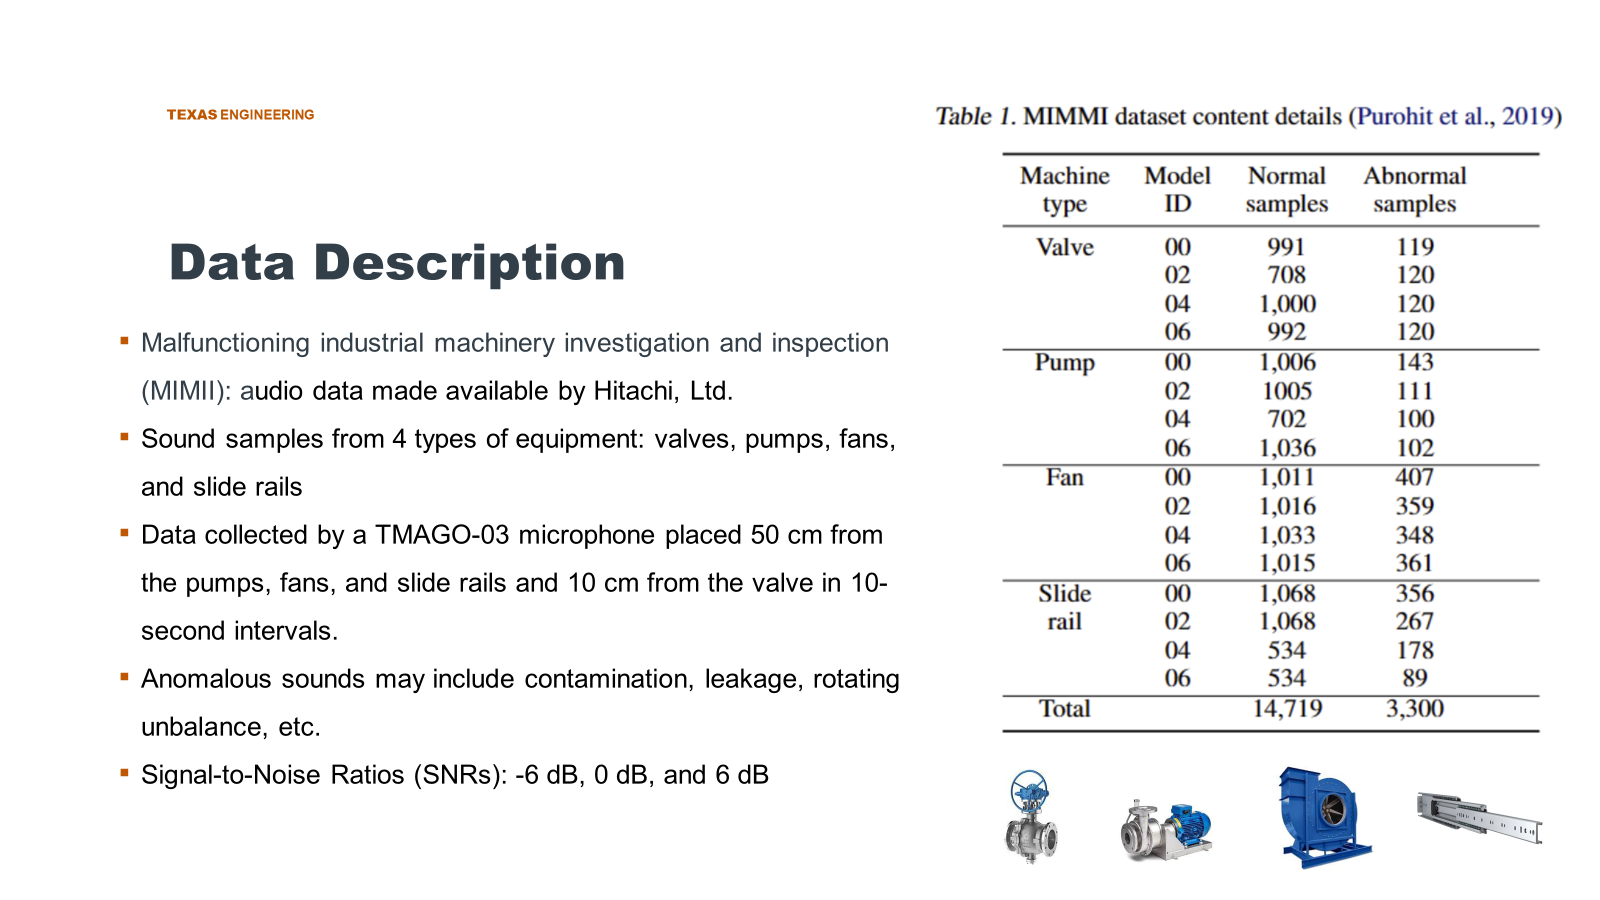 TEXAS ENGINEERING
Data Description
▪ Malfunctioning industrial machinery investigation and inspection
(MIMII): audio data made available by Hitachi, Ltd.
▪ Sound samples from 4 types of equipment: valves, pumps, fans,
and slide rails
▪ Data collected by a TMAGO-03 microphone placed 50 cm from
the pumps, fans, and slide rails and 10 cm from the valve in 10-
second intervals.
▪ Anomalous sounds may include contamination, leakage, rotating
unbalance, etc.
▪ Signal-to-Noise Ratios (SNRs): -6 dB, 0 dB, and 6 dB
Table 1. MIMMI dataset content details (Purohit et al., 2019)
Machine Model Normal Abnormal
type ID samples samples
Valve 00 991 119
02 708 120
04 1,000 120
06 992 120
Pump 00 1,006 143
02 1005 111
04 702 100
06 1,036 102
Fan 00 1,011 407
02 1,016 359
04 1,033 348
06 1,015 361
Slide 00 1,068 356
rail 02 1,068 267
04 534 178
06 534 89
Total 14,719 3,300